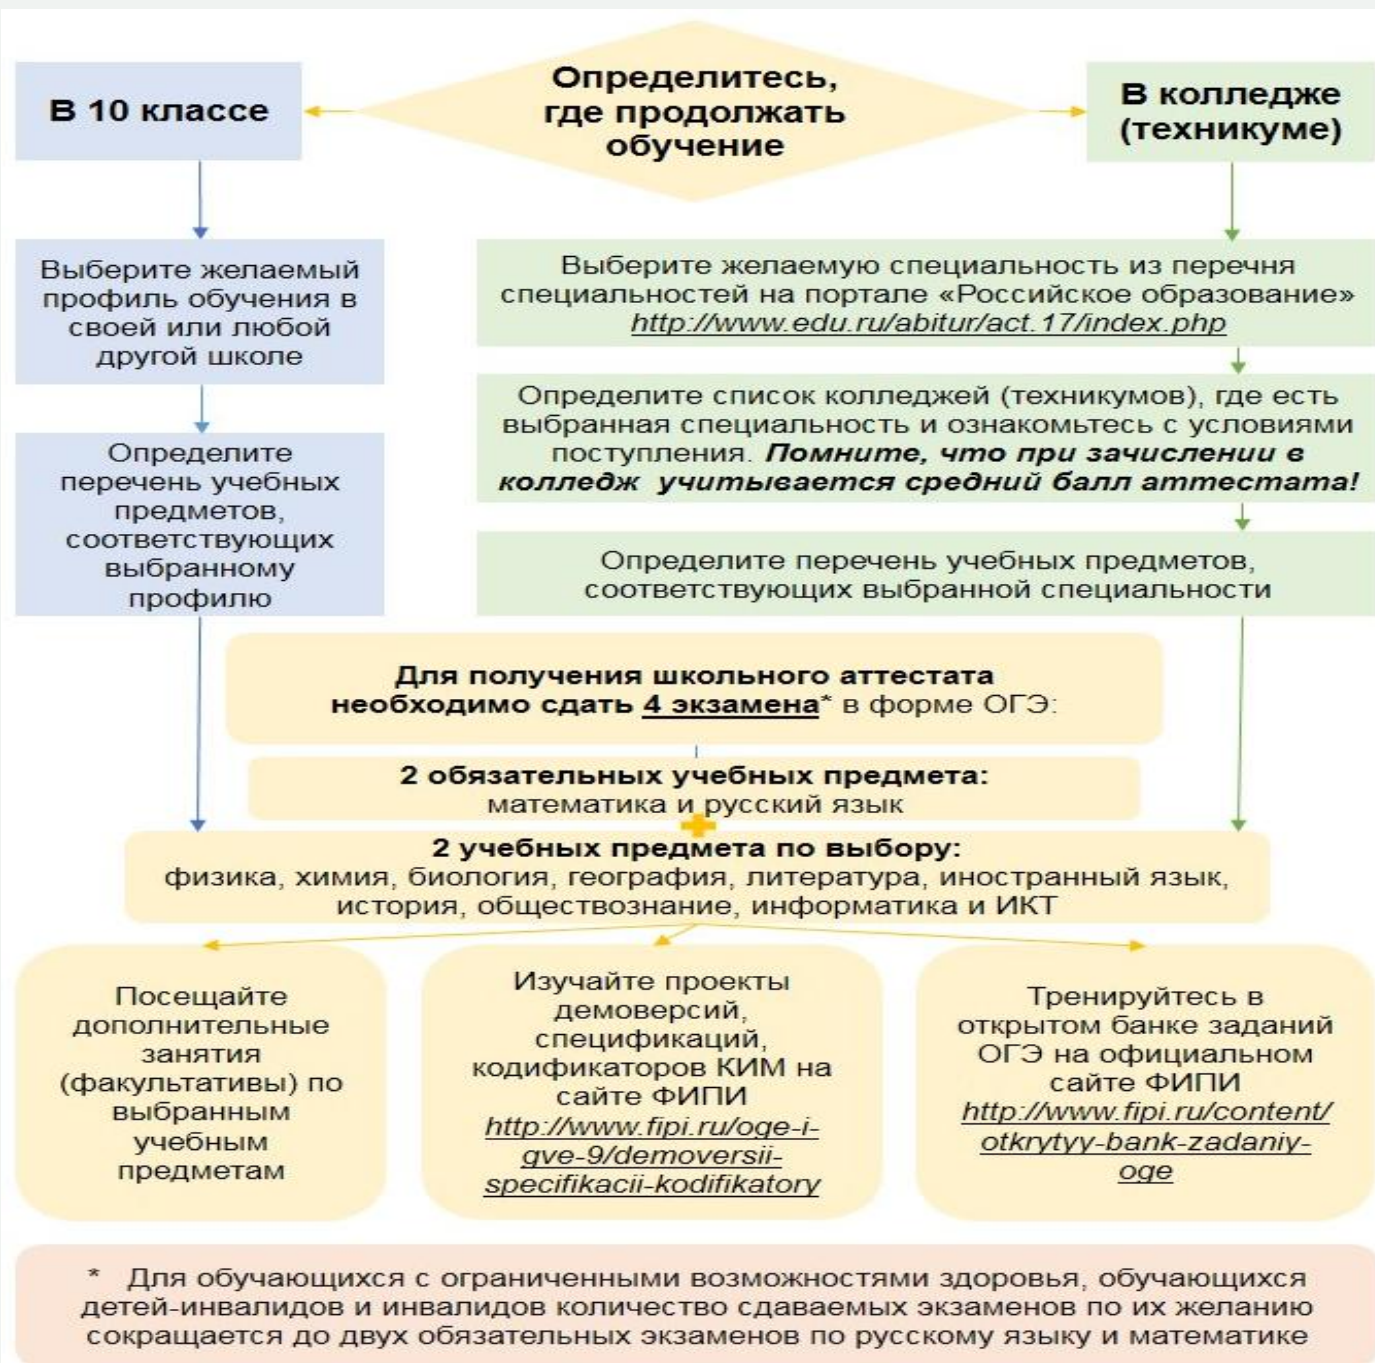 Определитесь,
где продолжать
обучение
В 10 классе
В колледже
(техникуме)
Выберите желаемый
профиль обучения в
своей или любой
другой школе
Определите
перечень учебных
предметов,
соответствующих
выбранному
профилю
Выберите желаемую специальность из перечня
специальностей на портале «Российское образование»
http://www.edu.ru/abitur/act.17/index.php
Определите список колледжей (техникумов), где есть
выбранная специальность и ознакомьтесь с условиями
поступления. Помните, что при зачислении в
колледж учитывается средний балл аттестата!
Определите перечень учебных предметов,
соответствующих выбранной специальности
Для получения школьного аттестата
необходимо сдать 4 экзамена* в форме ОГЭ:
2 обязательных учебных предмета:
математика и русский язык
2 учебных предмета по выбору:
физика, химия, биология, география, литература, иностранный язык,
история, обществознание, информатика и ИКТ
Посещайте
дополнительные
занятия
(факультативы) по
выбранным
учебным
предметам
Изучайте проекты
демоверсий,
спецификаций,
кодификаторов КИМ на
сайте ФИПИ
http://www.fipi.ru/oge-i-
gve-9/demoversii-
specifikacii-kodifikatory
Тренируйтесь в
открытом банке заданий
ОГЭ на официальном
сайте ФИПИ
http://www.fipi.ru/content/
otkrytyy-bank-zadaniy-
oge
* Для обучающихся с ограниченными возможностями здоровья, обучающихся
детей-инвалидов и инвалидов количество сдаваемых экзаменов по их желанию
сокращается до двух обязательных экзаменов по русскому языку и математике